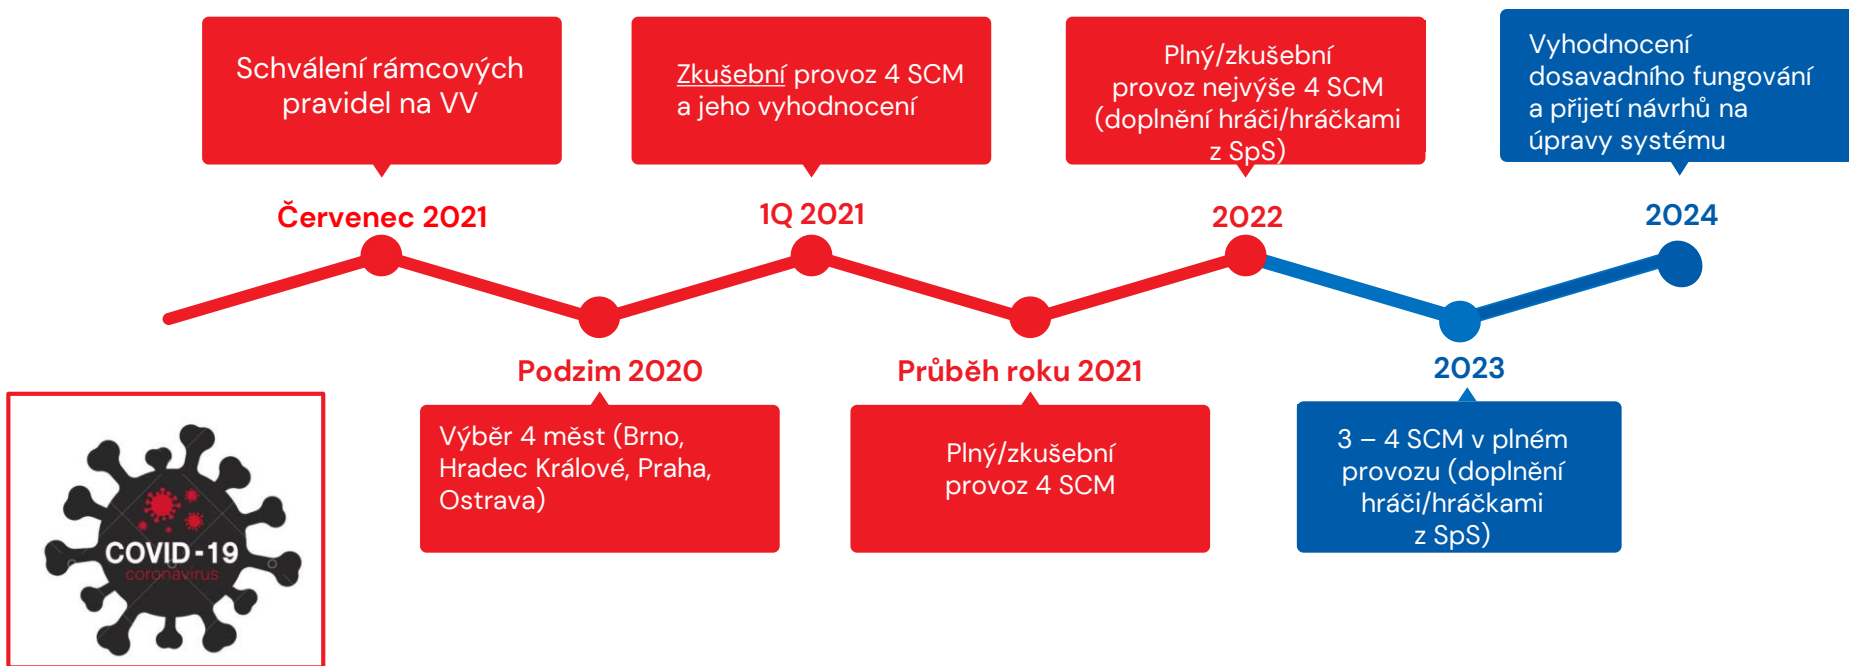 Schválení rámcových
pravidel na VV
Zkušební provoz 4 SCM
a jeho vyhodnocení
Plný/zkušební
provoz nejvýše 4 SCM
(doplnění hráči/hráčkami
z SpS)
Vyhodnocení
dosavadního fungování
a přijetí návrhů na
úpravy systému
Červenec 2021
1Q 2021
2022
2024
Podzim 2020
Průběh roku 2021
2023
Výběr 4 měst (Brno,
Hradec Králové, Praha,
Ostrava)
Plný/zkušební
provoz 4 SCM
3 – 4 SCM v plném
provozu (doplnění
hráči/hráčkami
z SpS)
COVID-19
coronavirus